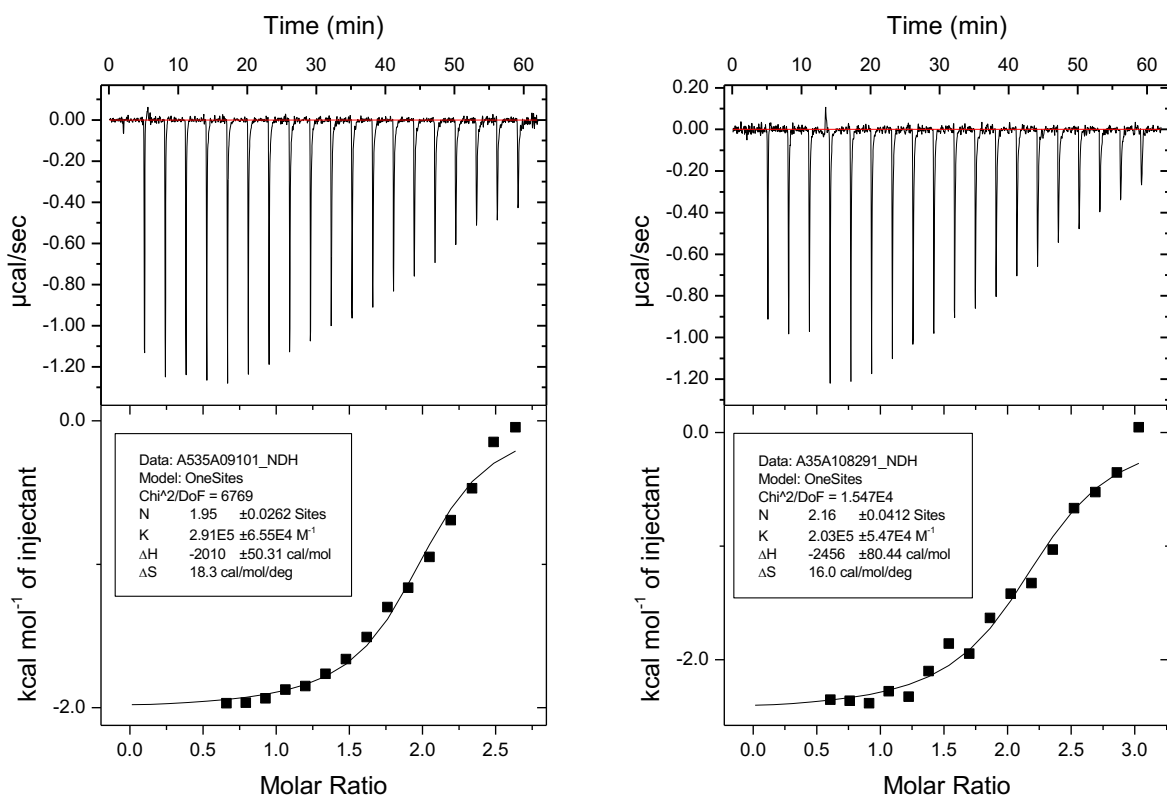 Time (min)
0 10 20 30 40 50 60
0.00
-0.20
-0.40
-0.60
-0.80
-1.00
-1.20
µcal/sec
0.0
-2.0
kcal mol⁻¹ of injectant
Data: A535A09101_NDH
Model: OneSites
Chi^2/DoF = 6769
N 1.95 ±0.0262 Sites
K 2.91E5 ±6.55E4 M⁻¹
ΔH -2010 ±50.31 cal/mol
ΔS 18.3 cal/mol/deg
0.0 0.5 1.0 1.5 2.0 2.5
Molar Ratio
Time (min)
0 10 20 30 40 50 60
0.20
0.00
-0.20
-0.40
-0.60
-0.80
-1.00
-1.20
µcal/sec
0.0
-2.0
kcal mol⁻¹ of injectant
Data: A35A108291_NDH
Model: OneSites
Chi^2/DoF = 1.547E4
N 2.16 ±0.0412 Sites
K 2.03E5 ±5.47E4 M⁻¹
ΔH -2456 ±80.44 cal/mol
ΔS 16.0 cal/mol/deg
0.0 0.5 1.0 1.5 2.0 2.5 3.0
Molar Ratio